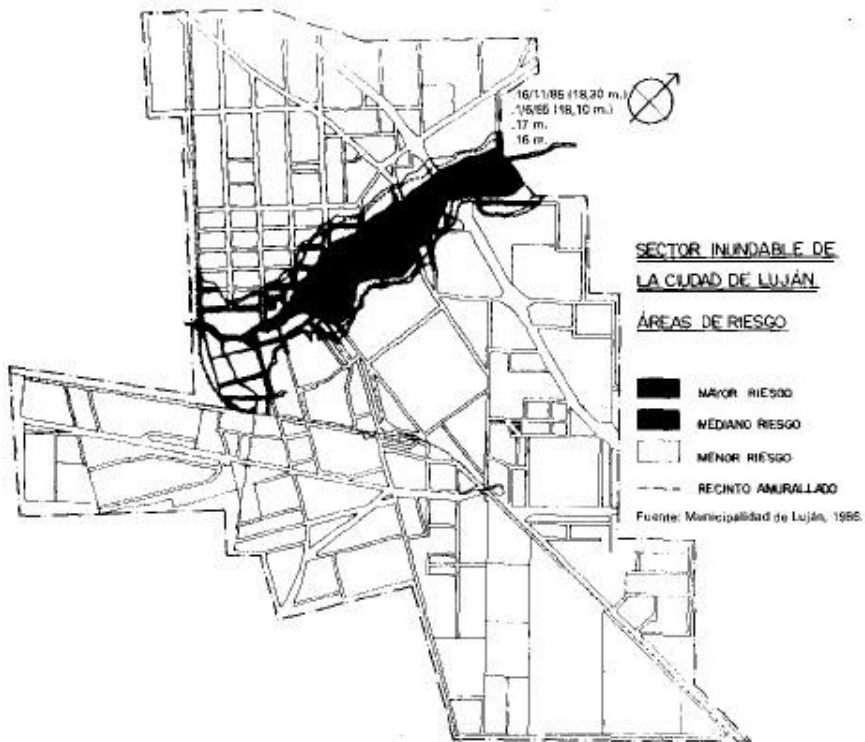 16/11/85 (18,30 m.)
1/6/85 (18,10 m.)
.17 m.
16 m.
SECTOR INUNDABLE DE
LA CIUDAD DE LUJÁN.
ÁREAS DE RIESGO
MAYOR RIESGO
MEDIANO RIESGO
MENOR RIESGO
RECINTO AMURALLADO
Fuente: Municipalidad de Luján, 1986.